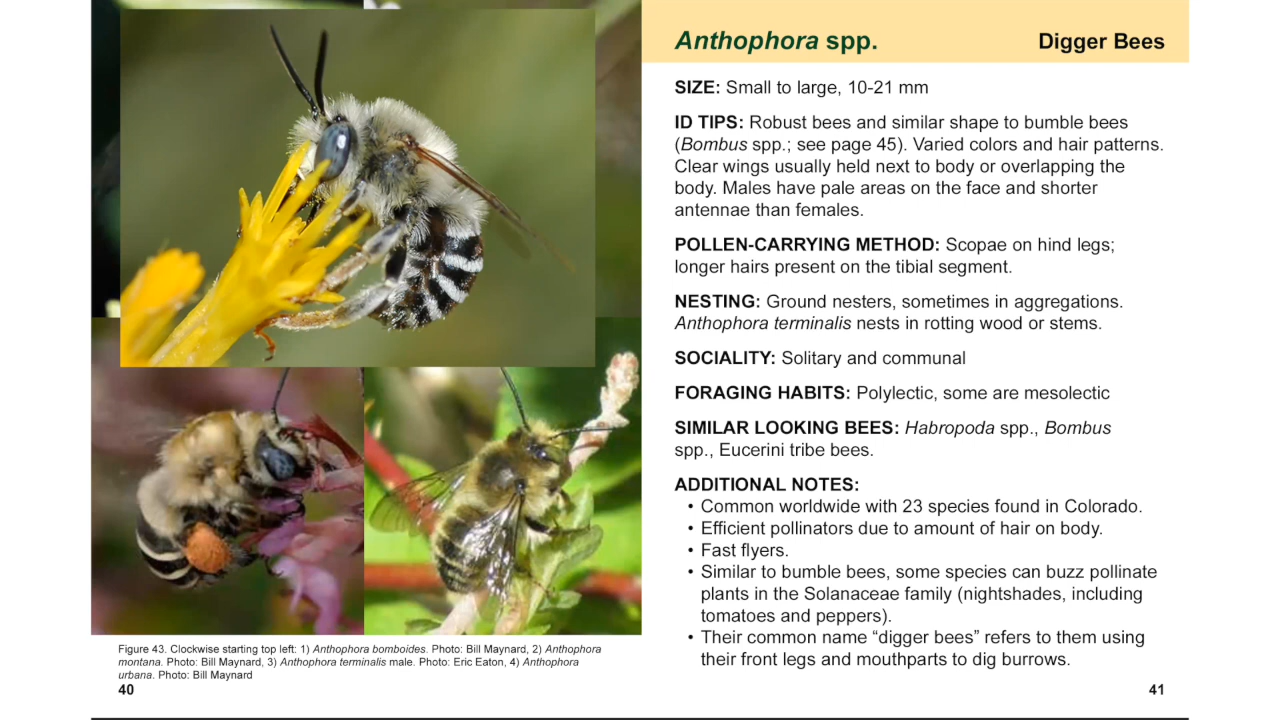 Anthophora spp.
Digger Bees
SIZE: Small to large, 10-21 mm
ID TIPS: Robust bees and similar shape to bumble bees
(Bombus spp.; see page 45). Varied colors and hair patterns.
Clear wings usually held next to body or overlapping the
body. Males have pale areas on the face and shorter
antennae than females.
POLLEN-CARRYING METHOD: Scopae on hind legs;
longer hairs present on the tibial segment.
NESTING: Ground nesters, sometimes in aggregations.
Anthophora terminalis nests in rotting wood or stems.
SOCIALITY: Solitary and communal
FORAGING HABITS: Polylectic, some are mesolectic
SIMILAR LOOKING BEES: Habropoda spp., Bombus
spp., Eucerini tribe bees.
ADDITIONAL NOTES:
• Common worldwide with 23 species found in Colorado.
• Efficient pollinators due to amount of hair on body.
• Fast flyers.
• Similar to bumble bees, some species can buzz pollinate
plants in the Solanaceae family (nightshades, including
tomatoes and peppers).
• Their common name “digger bees” refers to them using
their front legs and mouthparts to dig burrows.
Figure 43. Clockwise starting top left: 1) Anthophora bomboides. Photo: Bill Maynard, 2) Anthophora
montana. Photo: Bill Maynard, 3) Anthophora terminalis male. Photo: Eric Eaton, 4) Anthophora
urbana. Photo: Bill Maynard
40
41